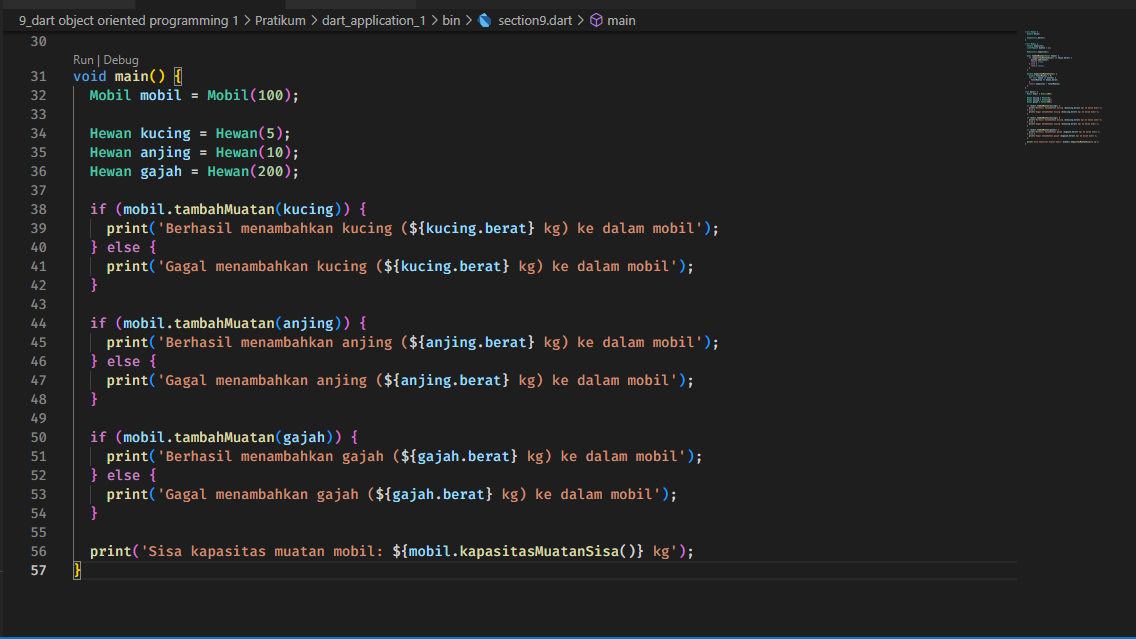 9_dart object oriented programming 1 > Pratikum > dart_application_1 > bin > section9.dart > main
30
Run | Debug
31 void main() {
32 Mobil mobil = Mobil(100);
33
34 Hewan kucing = Hewan(5);
35 Hewan anjing = Hewan(10);
36 Hewan gajah = Hewan(200);
37
38 if (mobil.tambahMuatan(kucing)) {
39 print('Berhasil menambahkan kucing (${kucing.berat} kg) ke dalam mobil');
40 } else {
41 print('Gagal menambahkan kucing (${kucing.berat} kg) ke dalam mobil');
42 }
43
44 if (mobil.tambahMuatan(anjing)) {
45 print('Berhasil menambahkan anjing (${anjing.berat} kg) ke dalam mobil');
46 } else {
47 print('Gagal menambahkan anjing (${anjing.berat} kg) ke dalam mobil');
48 }
49
50 if (mobil.tambahMuatan(gajah)) {
51 print('Berhasil menambahkan gajah (${gajah.berat} kg) ke dalam mobil');
52 } else {
53 print('Gagal menambahkan gajah (${gajah.berat} kg) ke dalam mobil');
54 }
55
56 print('Sisa kapasitas muatan mobil: ${mobil.kapasitasMuatanSisa()} kg');
57 }